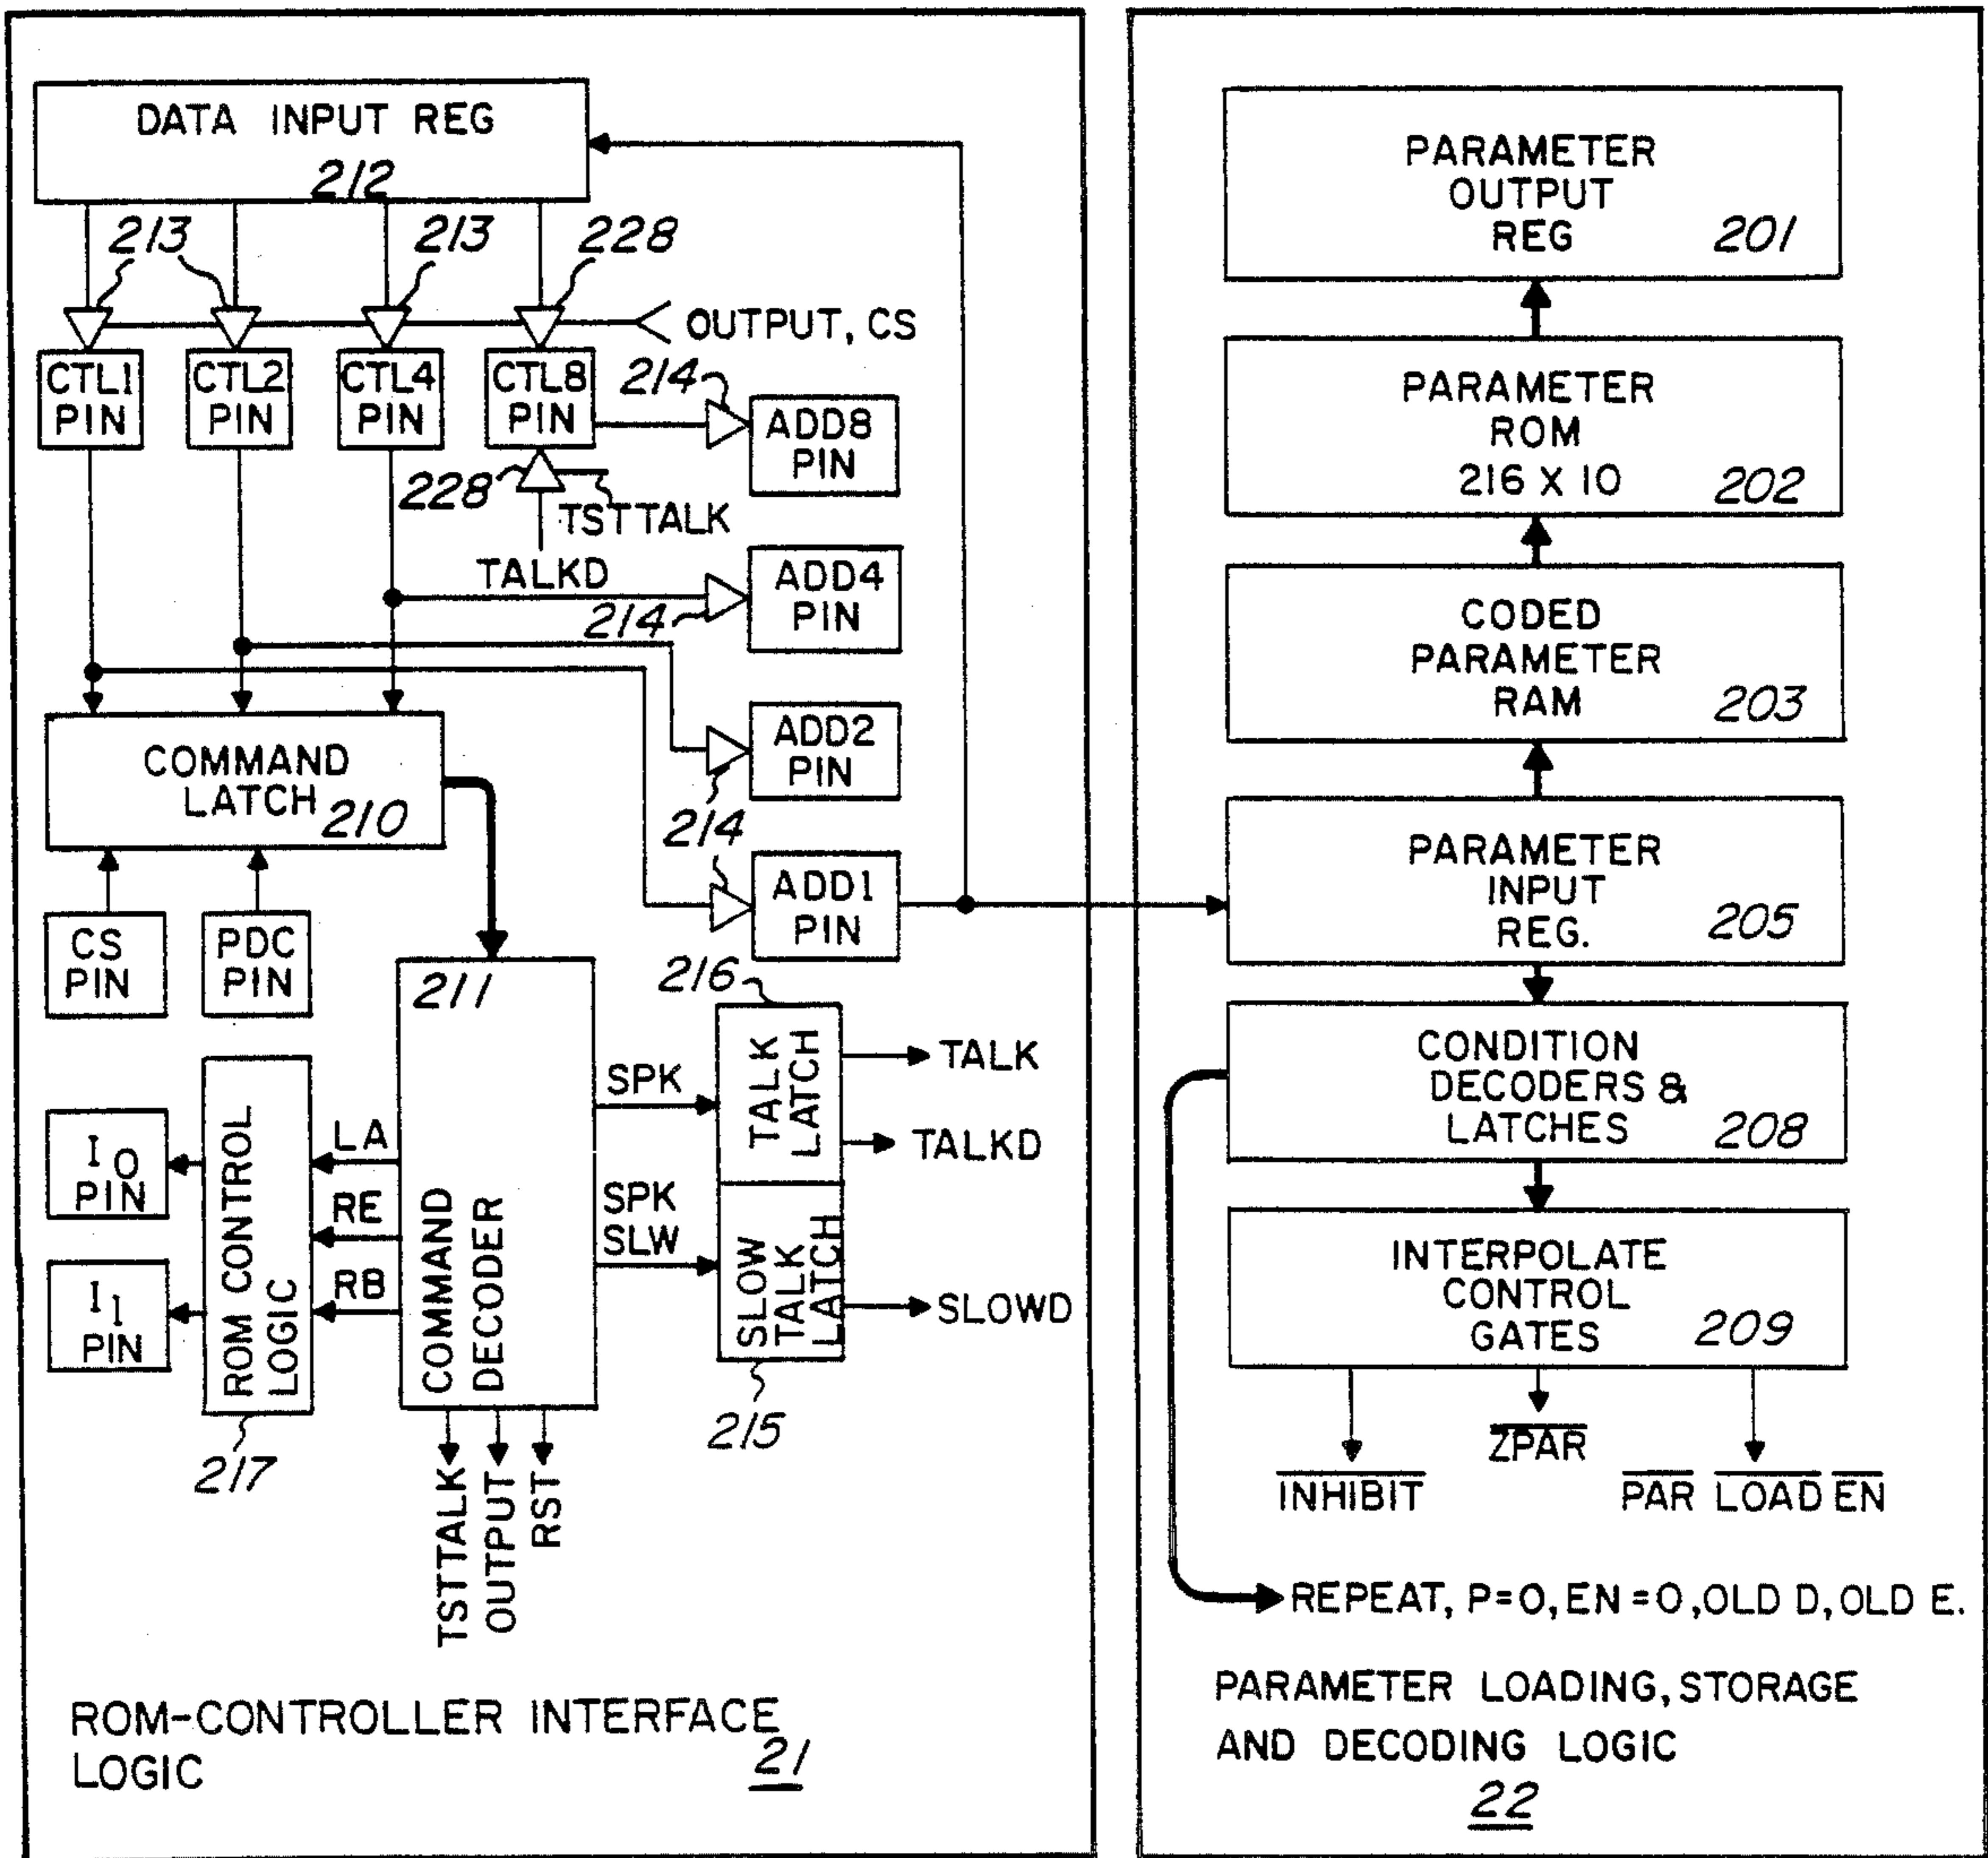 DATA INPUT REG
212
213
213
228
OUTPUT, CS
CTL1
PIN
CTL2
PIN
CTL4
PIN
CTL8
PIN
214
ADD8
PIN
228
TSTTALK
TALKD
214
ADD4
PIN
COMMAND
LATCH
210
ADD2
PIN
214
214
ADD1
PIN
CS
PIN
PDC
PIN
211
COMMAND
DECODER
216
TALK
LATCH
SPK
TALK
TALKD
SPK
SLW
SLOW
TALK
LATCH
SLOWD
215
I0
PIN
I1
PIN
ROM CONTROL
LOGIC
217
LA
RE
RB
TSTTALK
OUTPUT
RST
ROM-CONTROLLER INTERFACE
LOGIC
21
PARAMETER
OUTPUT
REG
201
PARAMETER
ROM
216 X 10
202
CODED
PARAMETER
RAM
203
PARAMETER
INPUT
REG.
205
CONDITION
DECODERS &
LATCHES
208
INTERPOLATE
CONTROL
GATES
209
INHIBIT
ZPAR
PAR LOAD EN
REPEAT, P=0, EN=0, OLD D, OLD E.
PARAMETER LOADING, STORAGE
AND DECODING LOGIC
22